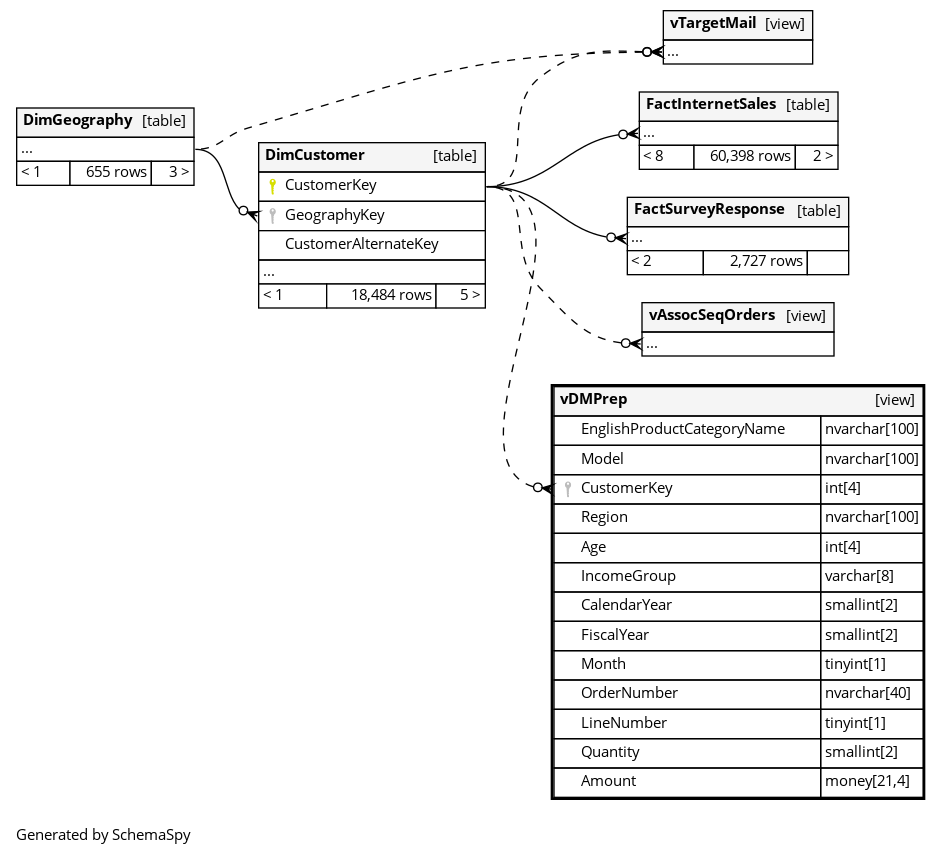 vTargetMail [view]
...
DimGeography [table]
...
< 1 655 rows 3 >
DimCustomer [table]
CustomerKey
GeographyKey
CustomerAlternateKey
...
< 1 18,484 rows 5 >
FactInternetSales [table]
...
< 8 60,398 rows 2 >
FactSurveyResponse [table]
...
< 2 2,727 rows
vAssocSeqOrders [view]
...
vDMPrep [view]
EnglishProductCategoryName nvarchar[100]
Model nvarchar[100]
CustomerKey int[4]
Region nvarchar[100]
Age int[4]
IncomeGroup varchar[8]
CalendarYear smallint[2]
FiscalYear smallint[2]
Month tinyint[1]
OrderNumber nvarchar[40]
LineNumber tinyint[1]
Quantity smallint[2]
Amount money[21,4]
Generated by SchemaSpy